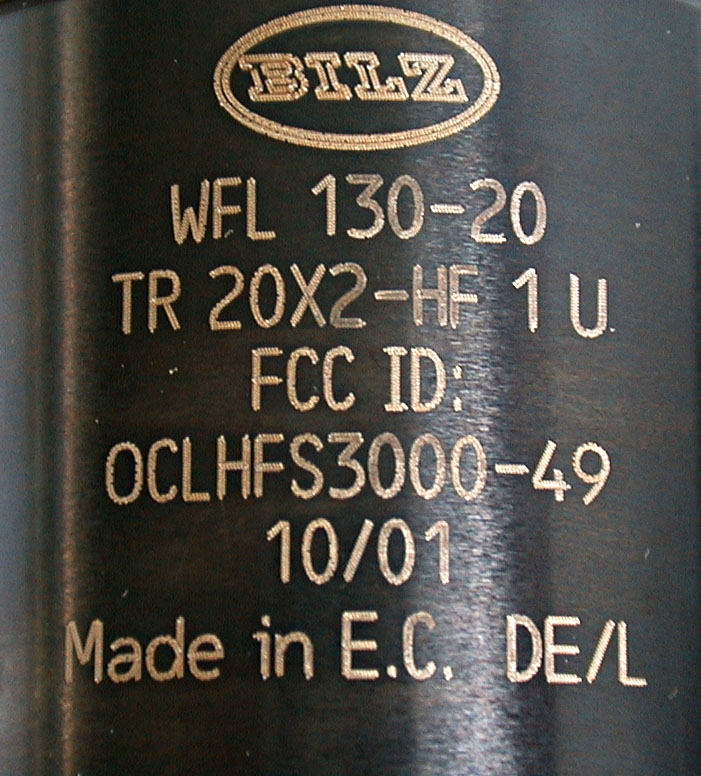 BILZ
WFL 130-20
TR 20X2-HF 1 U
FCC ID:
OCLHFS3000-49
10/01
Made in E.C. DE/L